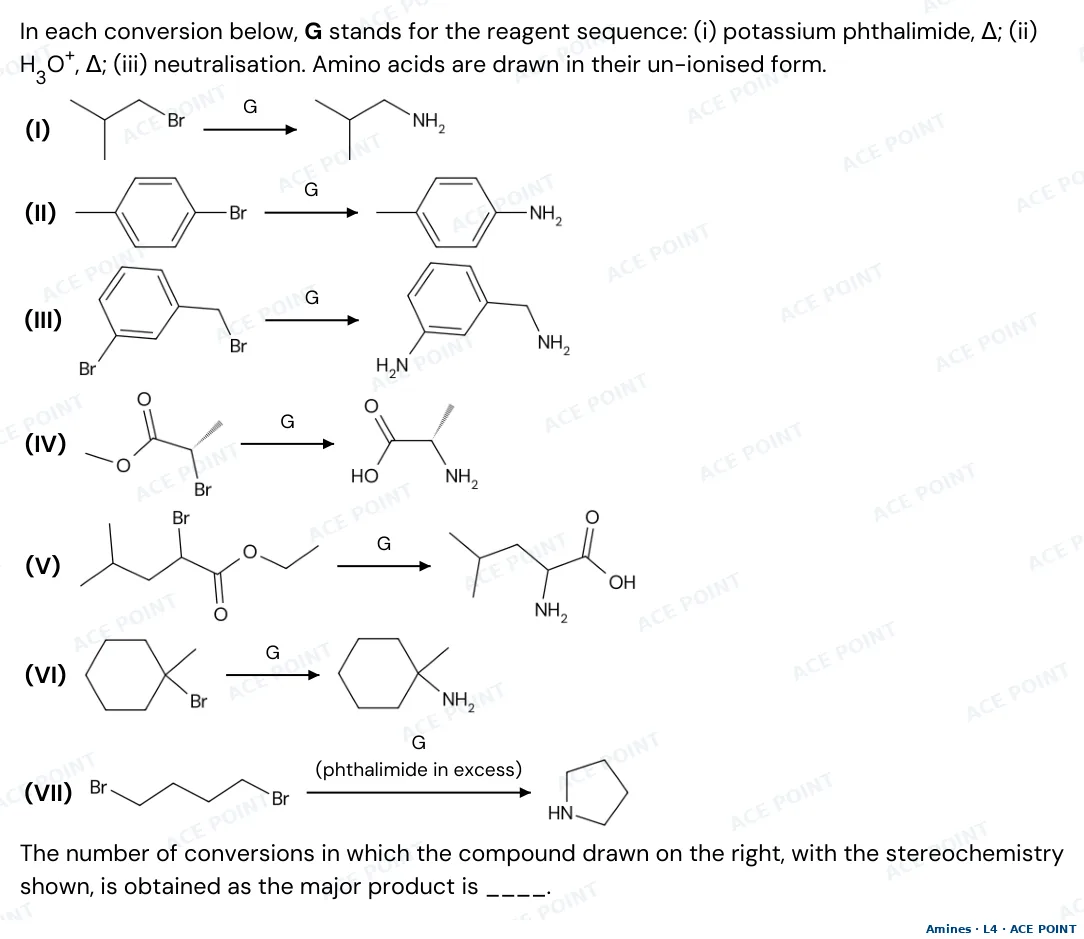 In each conversion below, G stands for the reagent sequence: (i) potassium phthalimide, Δ; (ii)
H₃O⁺, Δ; (iii) neutralisation. Amino acids are drawn in their un-ionised form.
(I) Br G NH₂
(II) Br G NH₂
(III) Br Br G H₂N NH₂
(IV) O O Br G O HO NH₂
(V) Br O O G O OH NH₂
(VI) Br G NH₂
G
(phthalimide in excess)
(VII) Br Br HN
The number of conversions in which the compound drawn on the right, with the stereochemistry
shown, is obtained as the major product is ____.
Amines · L4 · ACE POINT